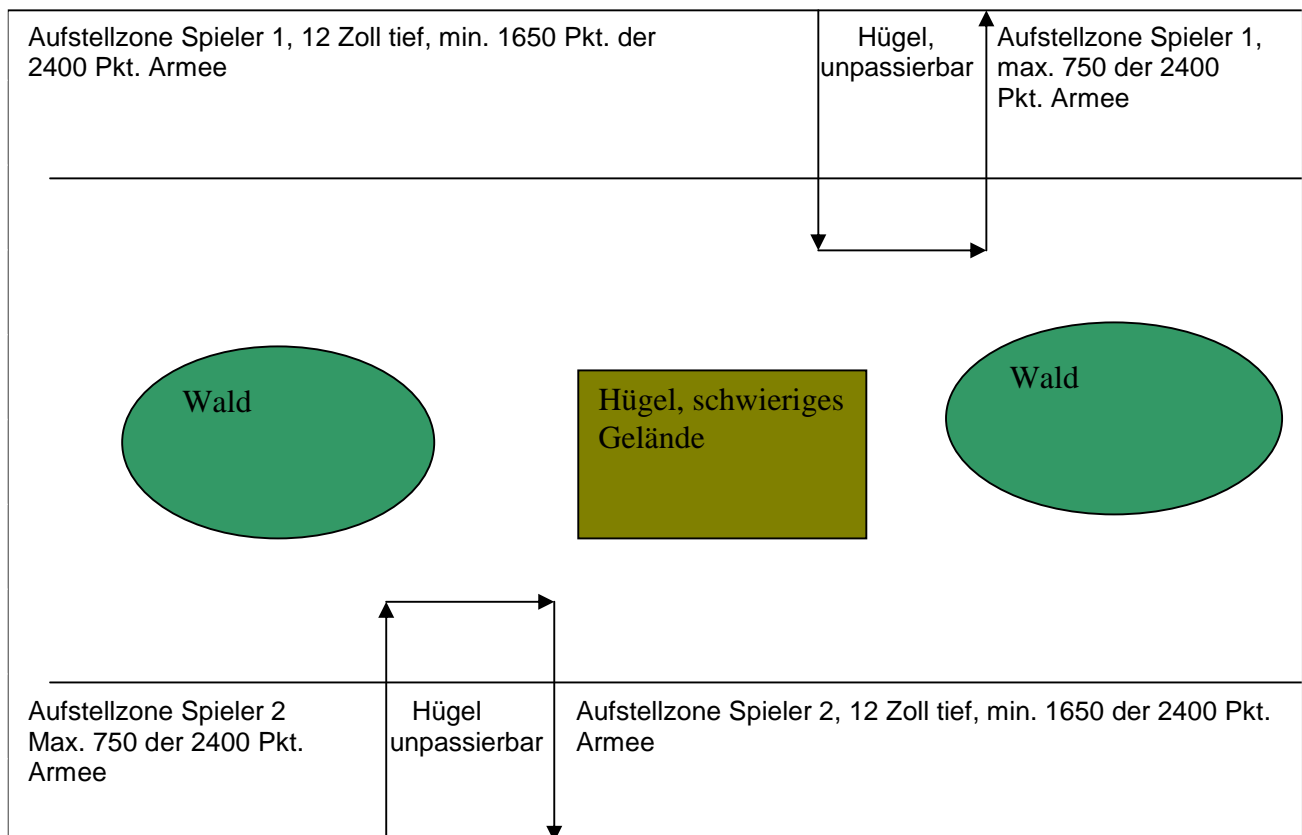 Aufstellzone Spieler 1, 12 Zoll tief, min. 1650 Pkt. der
2400 Pkt. Armee
Hügel,
unpassierbar
Aufstellzone Spieler 1,
max. 750 der 2400
Pkt. Armee
Wald
Hügel, schwieriges
Gelände
Wald
Aufstellzone Spieler 2
Max. 750 der 2400 Pkt.
Armee
Hügel
unpassierbar
Aufstellzone Spieler 2, 12 Zoll tief, min. 1650 der 2400 Pkt.
Armee